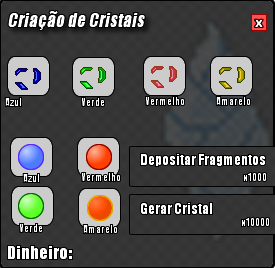 Criação de Cristais
x
Azul
Verde
Vermelho
Amarelo
Azul
Vermelho
Depositar Fragmentos
x1000
Verde
Amarelo
Gerar Cristal
x10000
Dinheiro: